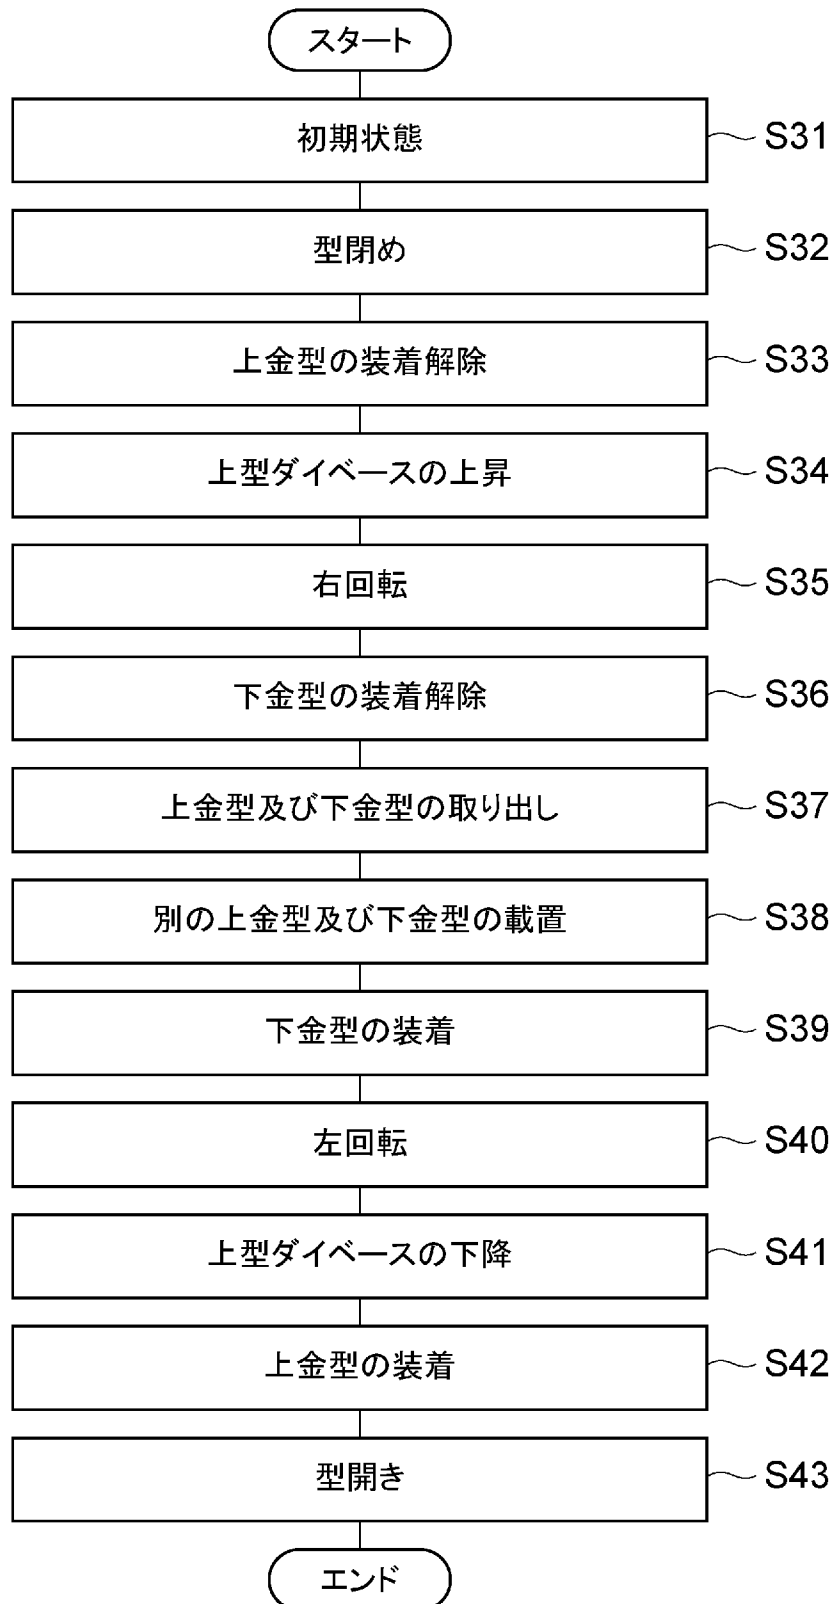 スタート
初期状態 S31
型閉め S32
上金型の装着解除 S33
上型ダイベースの上昇 S34
右回転 S35
下金型の装着解除 S36
上金型及び下金型の取り出し S37
別の上金型及び下金型の載置 S38
下金型の装着 S39
左回転 S40
上型ダイベースの下降 S41
上金型の装着 S42
型開き S43
エンド